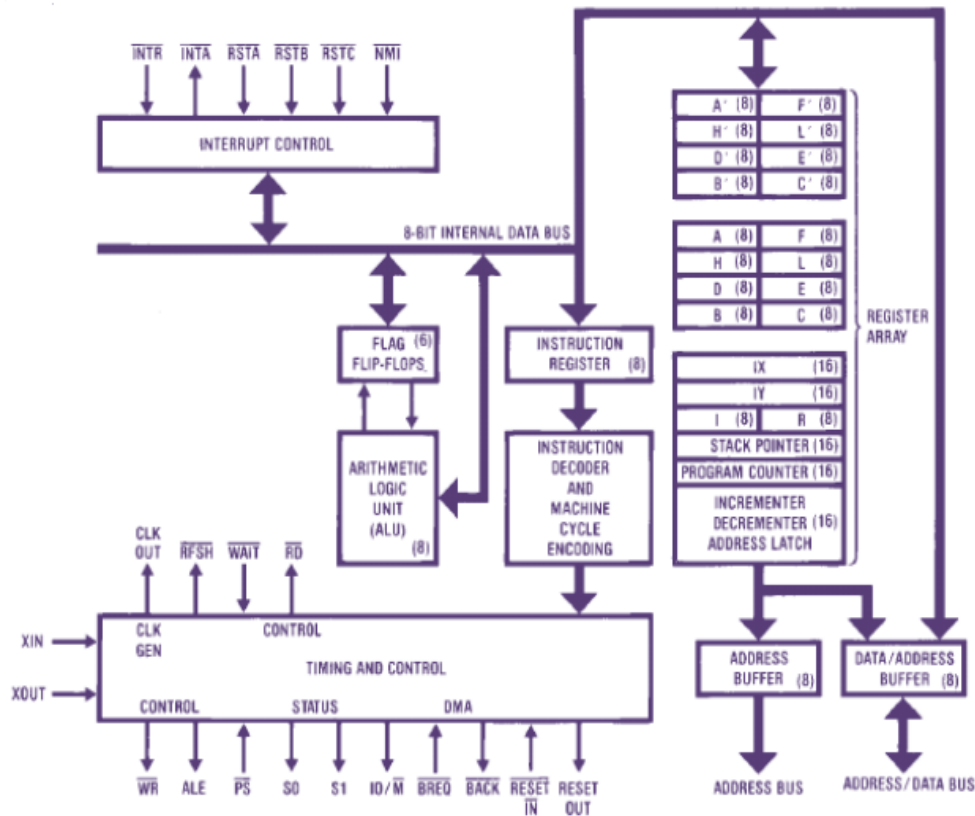 INTR INTA RSTA RSTB RSTC NMI
INTERRUPT CONTROL
8-BIT INTERNAL DATA BUS
A´ (8) F´ (8)
H´ (8) L´ (8)
D´ (8) E´ (8)
B´ (8) C´ (8)
A (8) F (8)
H (8) L (8)
D (8) E (8)
B (8) C (8)
REGISTER
ARRAY
IX (16)
IY (16)
I (8) R (8)
STACK POINTER (16)
PROGRAM COUNTER (16)
INCREMENTER
DECREMENTER (16)
ADDRESS LATCH
FLAG (6)
FLIP-FLOPS
INSTRUCTION
REGISTER (8)
ARITHMETIC
LOGIC
UNIT
(ALU)
(8)
INSTRUCTION
DECODER
AND
MACHINE
CYCLE
ENCODING
CLK
OUT
RFSH WAIT RD
XIN
XOUT
CLK
GEN
CONTROL
TIMING AND CONTROL
CONTROL STATUS DMA
ADDRESS
BUFFER (8)
DATA/ADDRESS
BUFFER (8)
WR ALE PS S0 S1 IO/M BREQ BACK RESET
IN
RESET
OUT
ADDRESS BUS
ADDRESS/DATA BUS